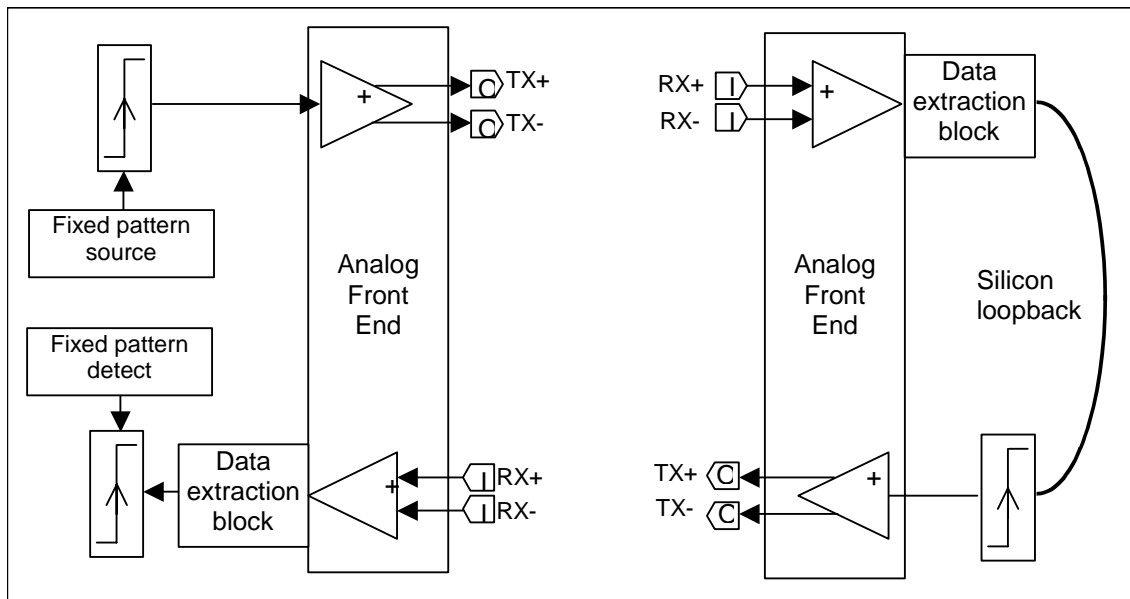 Fixed pattern
source
Fixed pattern
detect
+
C TX+
C TX-
Analog
Front
End
Data
extraction
block
+
I RX+
I RX-
RX+ I
RX- I
+
Data
extraction
block
Analog
Front
End
Silicon
loopback
TX+ C
TX- C
+